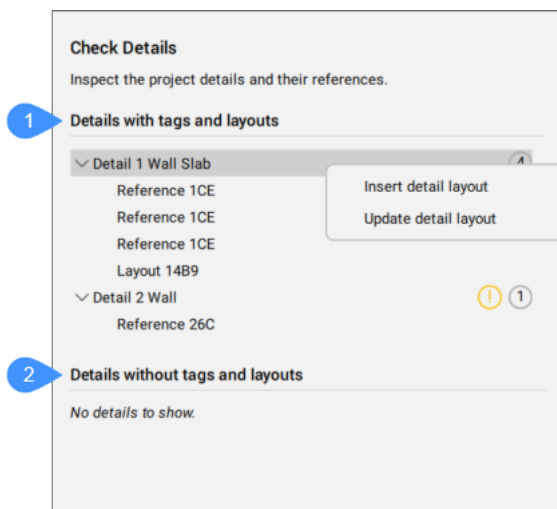 Check Details
Inspect the project details and their references.
1 Details with tags and layouts
Detail 1 Wall Slab
Reference 1CE Insert detail layout
Reference 1CE Update detail layout
Reference 1CE
Layout 14B9
Detail 2 Wall ! 1
Reference 26C
2 Details without tags and layouts
No details to show.